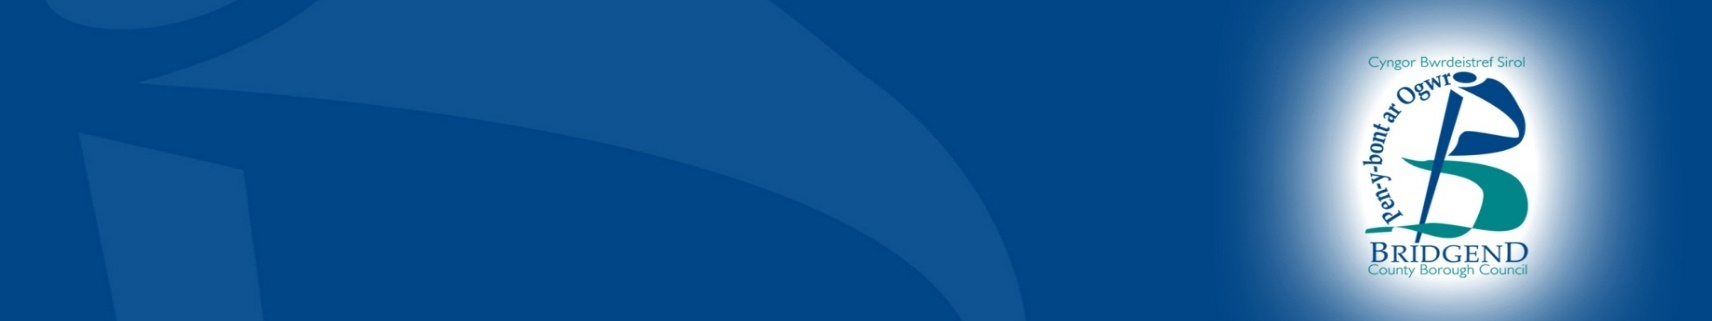 Cyngor Bwrdeistref Sirol
Pen-y-bont ar Ogwr
BRIDGEND
County Borough Council